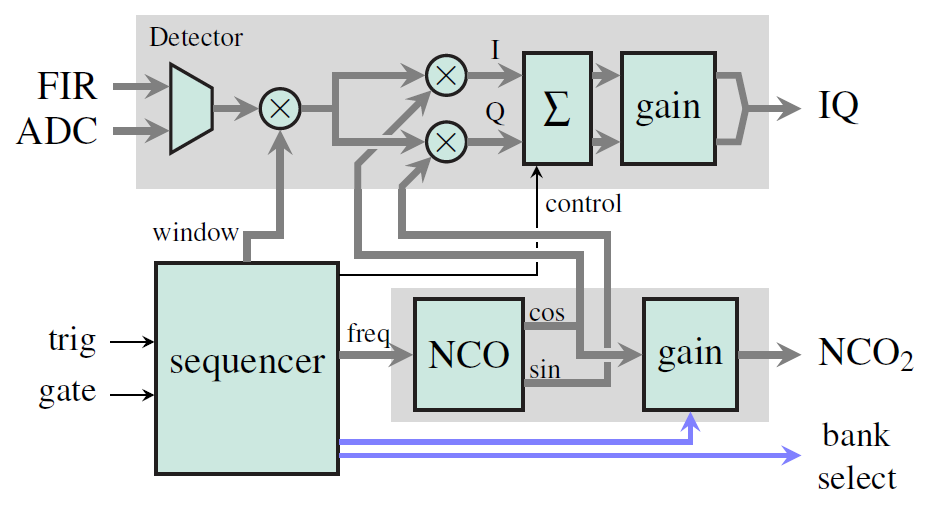 Detector
FIR
ADC
×
×
×
I
Q
Σ
gain
IQ
control
window
trig
gate
sequencer
freq
NCO
cos
sin
gain
NCO₂
bank
select